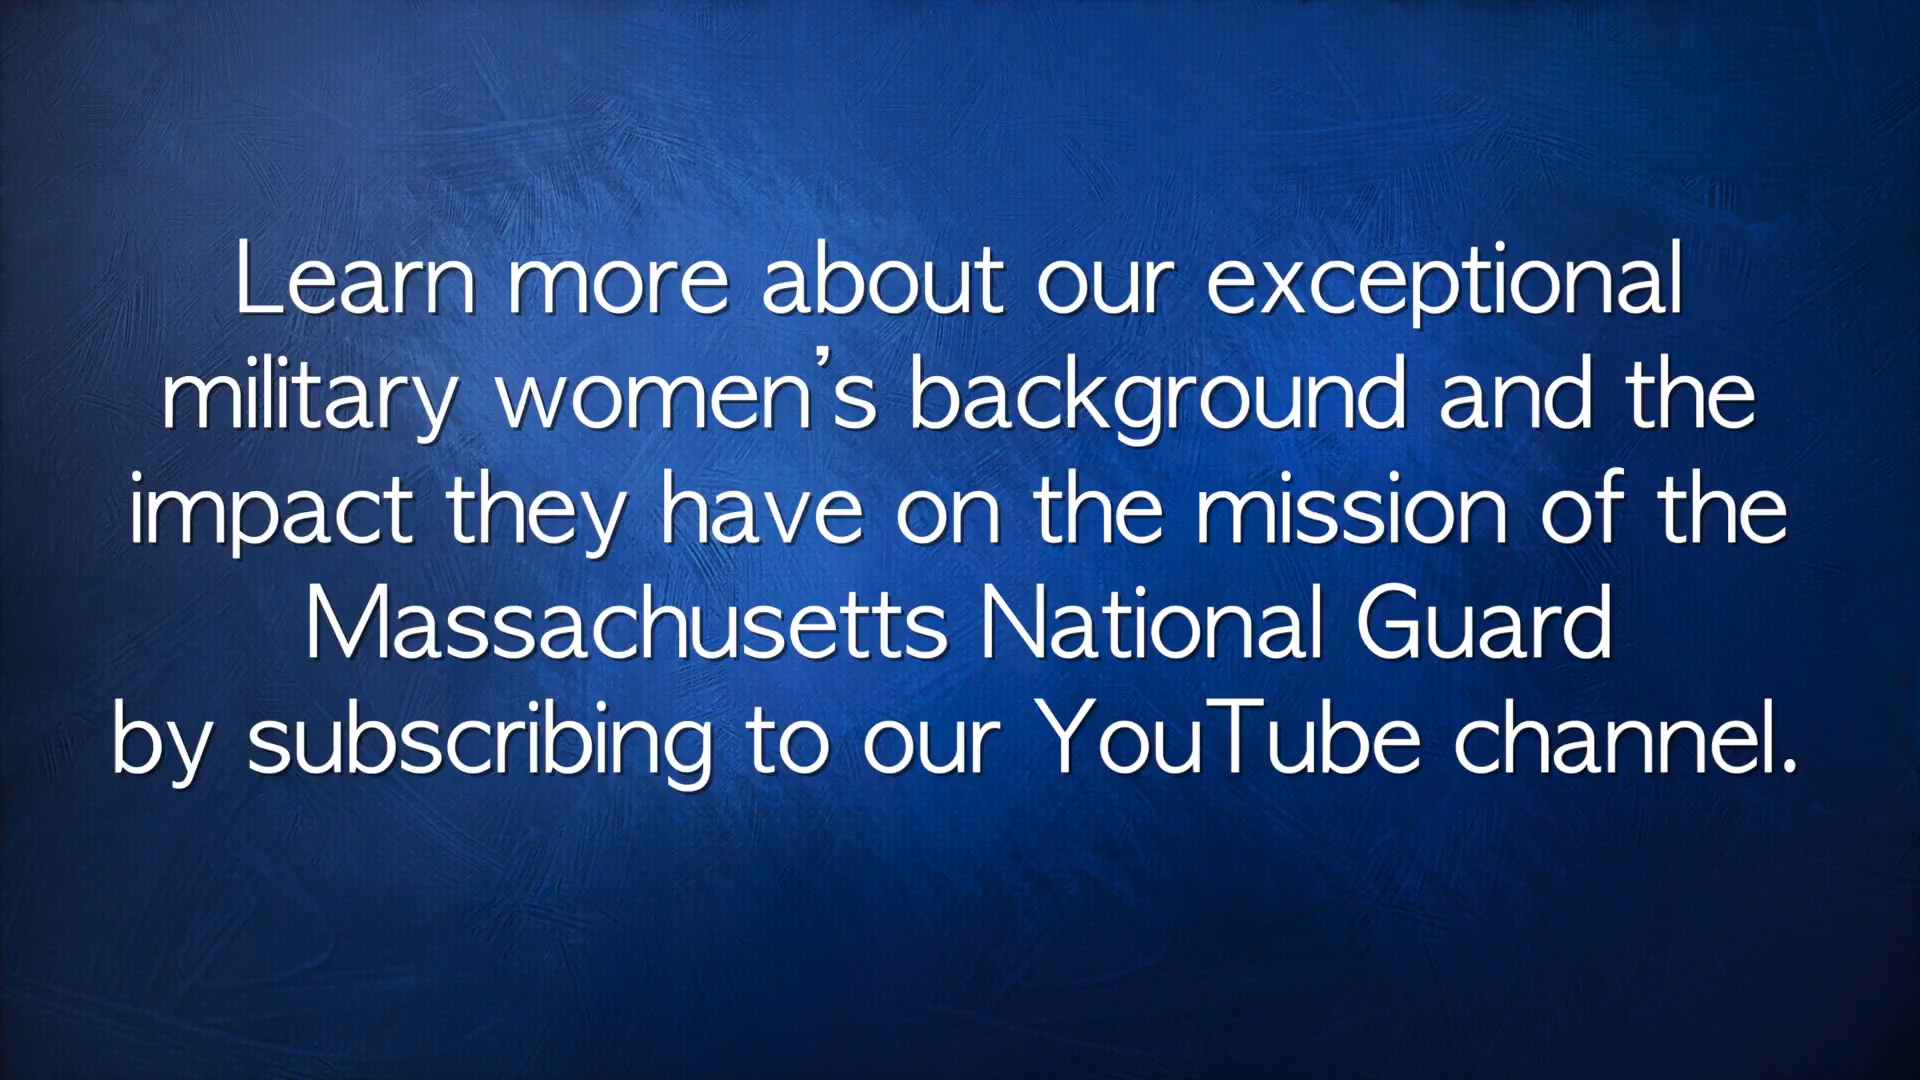 Learn more about our exceptional
military women’s background and the
impact they have on the mission of the
Massachusetts National Guard
by subscribing to our YouTube channel.